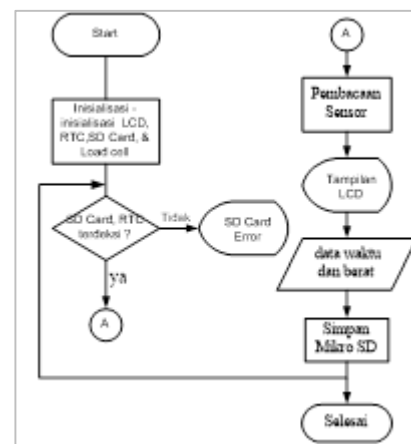 Start
Inisialisasi -
inisialisasi LCD,
RTC,SD Card, &
Load cell
SD Card, RTC
terdeksi ?
Tidak
SD Card
Error
ya
A
A
Pembacaan
Sensor
Tampilan
LCD
data waktu
dan berat
Simpan
Mikro SD
Selesai